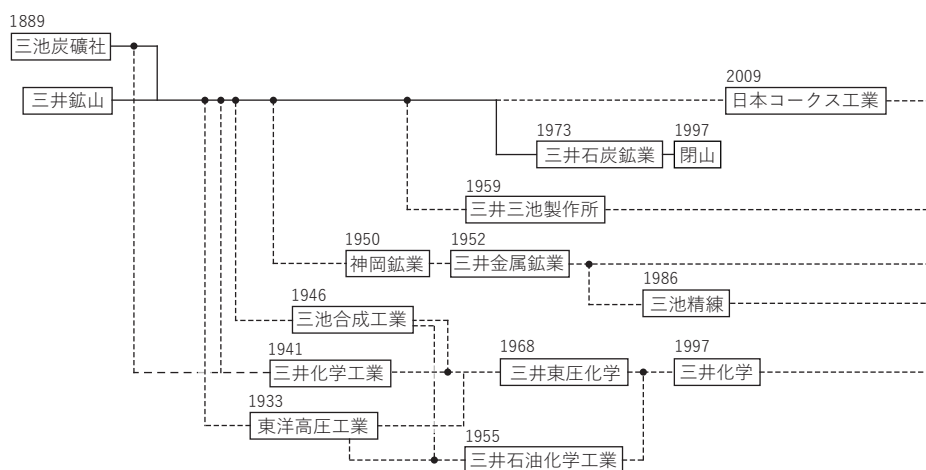 1889
三池炭礦社
三井鉱山
2009
日本コークス工業
1973
三井石炭鉱業
1997
閉山
1959
三井三池製作所
1950
神岡鉱業
1952
三井金属鉱業
1986
三池精練
1946
三池合成工業
1941
三井化学工業
1968
三井東圧化学
1997
三井化学
1933
東洋高圧工業
1955
三井石油化学工業